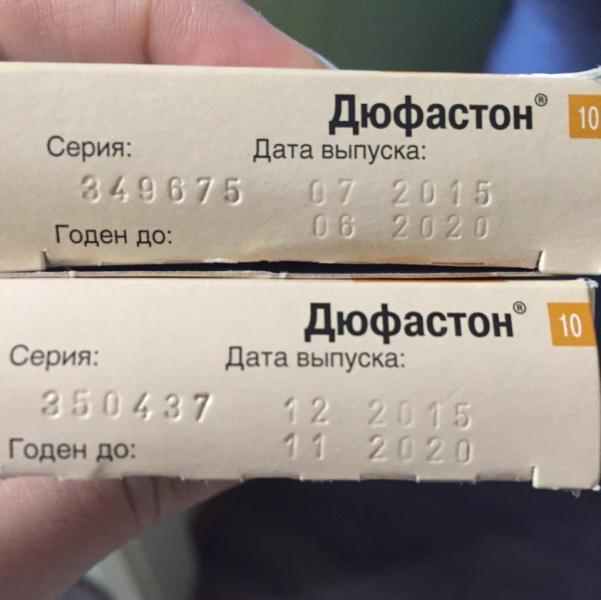 Дюфастон® 10
Серия: Дата выпуска:
349675 07 2015
Годен до: 06 2020
Дюфастон® 10
Серия: Дата выпуска:
350437 12 2015
Годен до: 11 2020